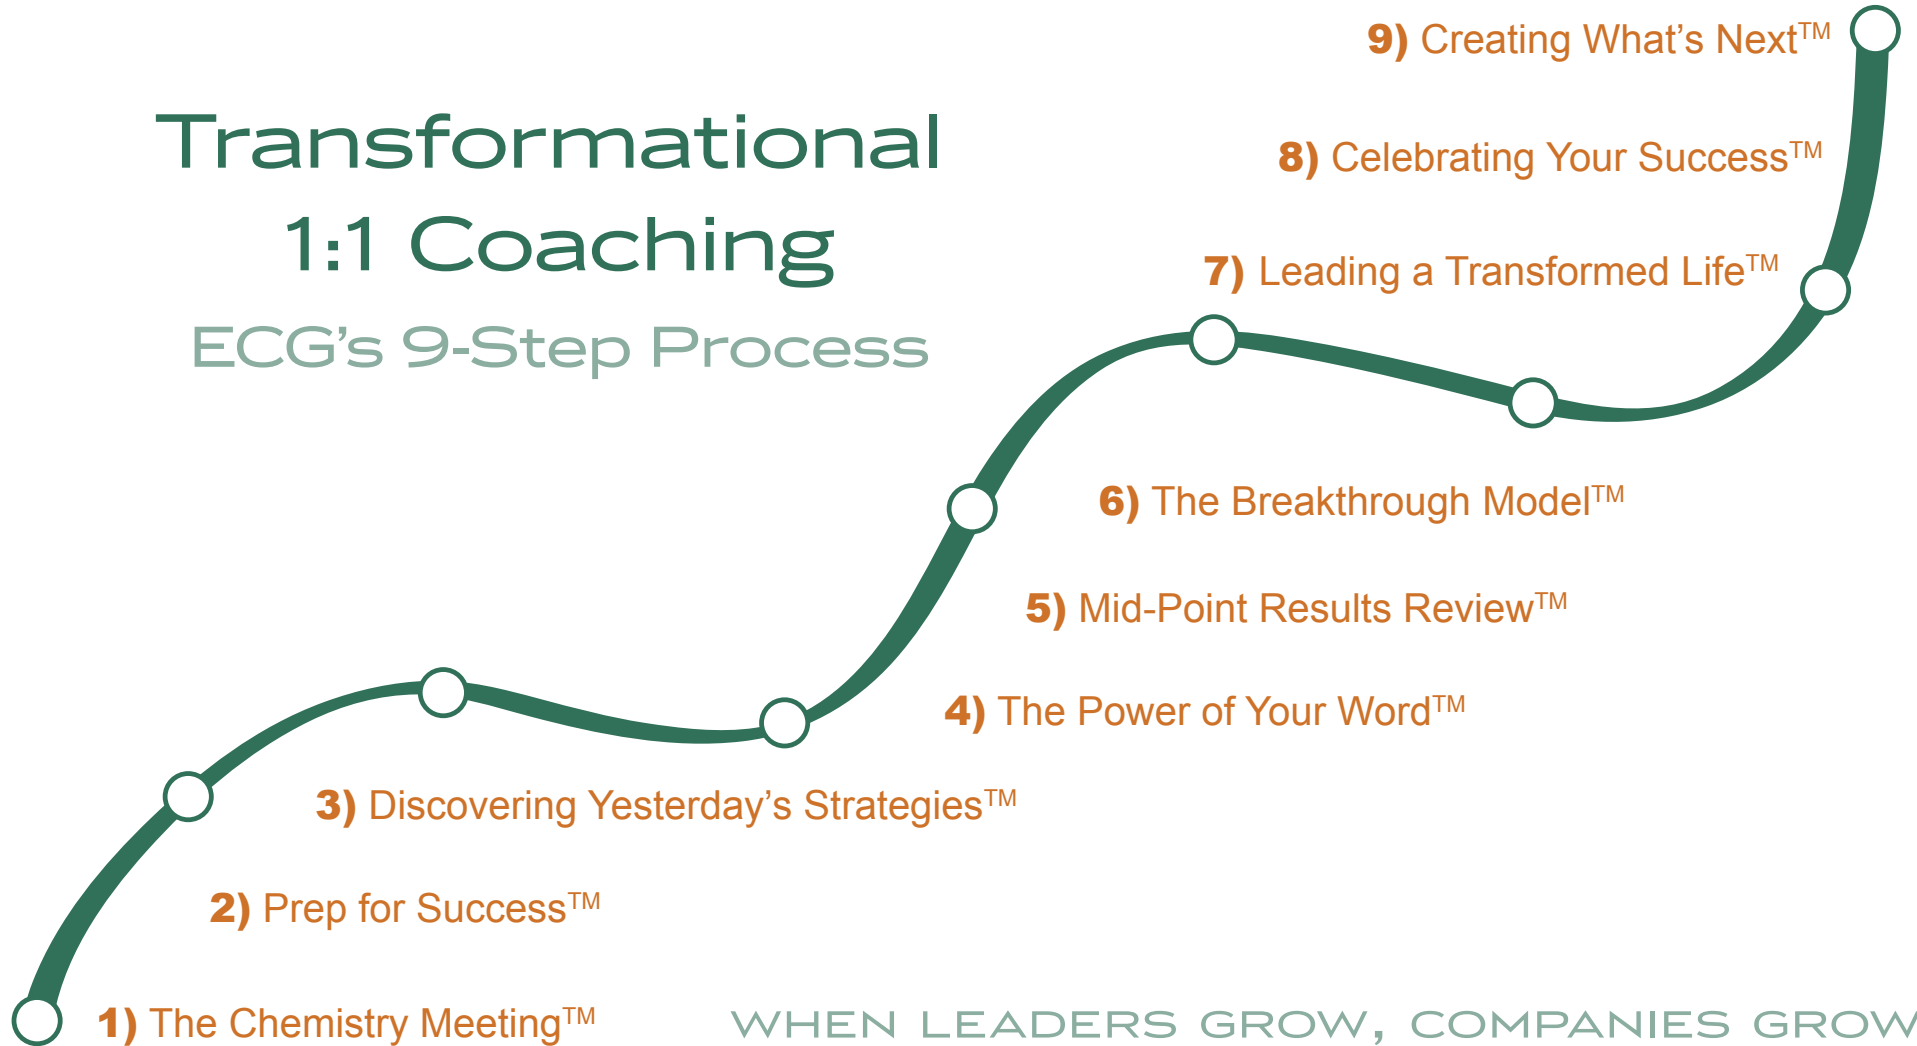 Transformational
1:1 Coaching
ECG's 9-Step Process
9) Creating What's Next™
8) Celebrating Your Success™
7) Leading a Transformed Life™
6) The Breakthrough Model™
5) Mid-Point Results Review™
4) The Power of Your Word™
3) Discovering Yesterday's Strategies™
2) Prep for Success™
1) The Chemistry Meeting™
WHEN LEADERS GROW, COMPANIES GROW